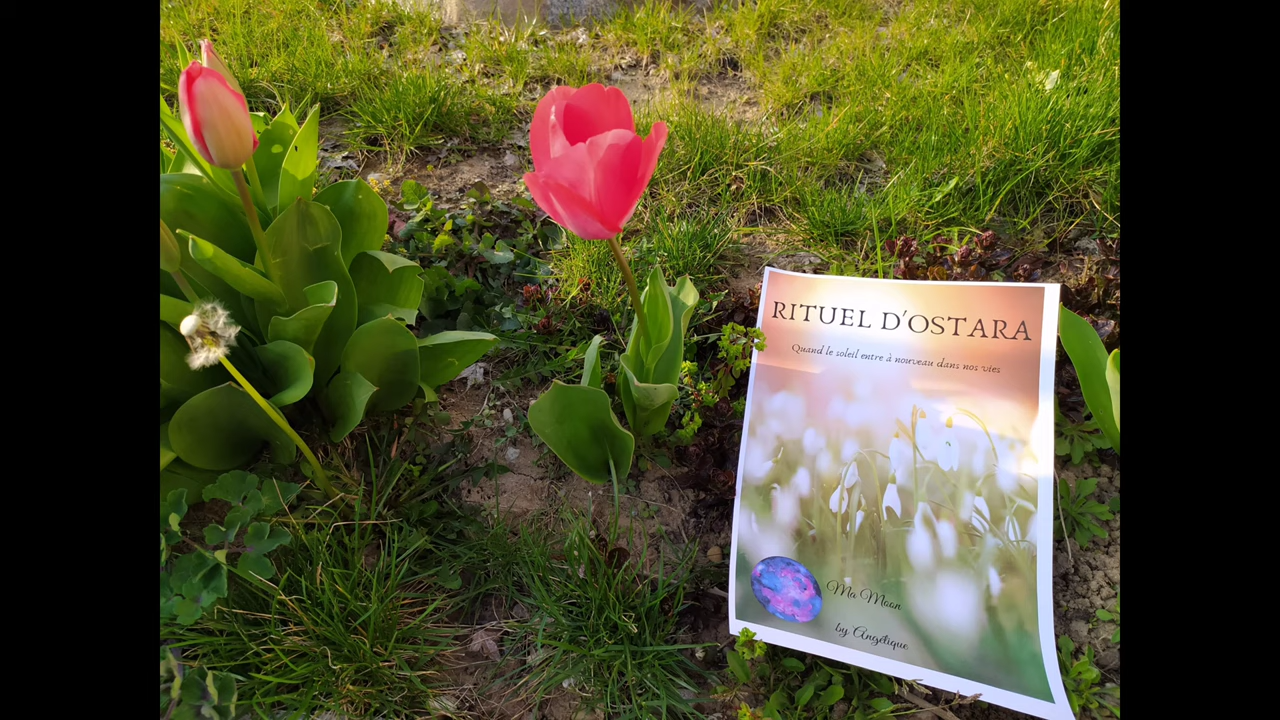 RITUEL D'OSTARA
Quand le soleil entre à nouveau dans nos vies
Ma Moon
by Angélique